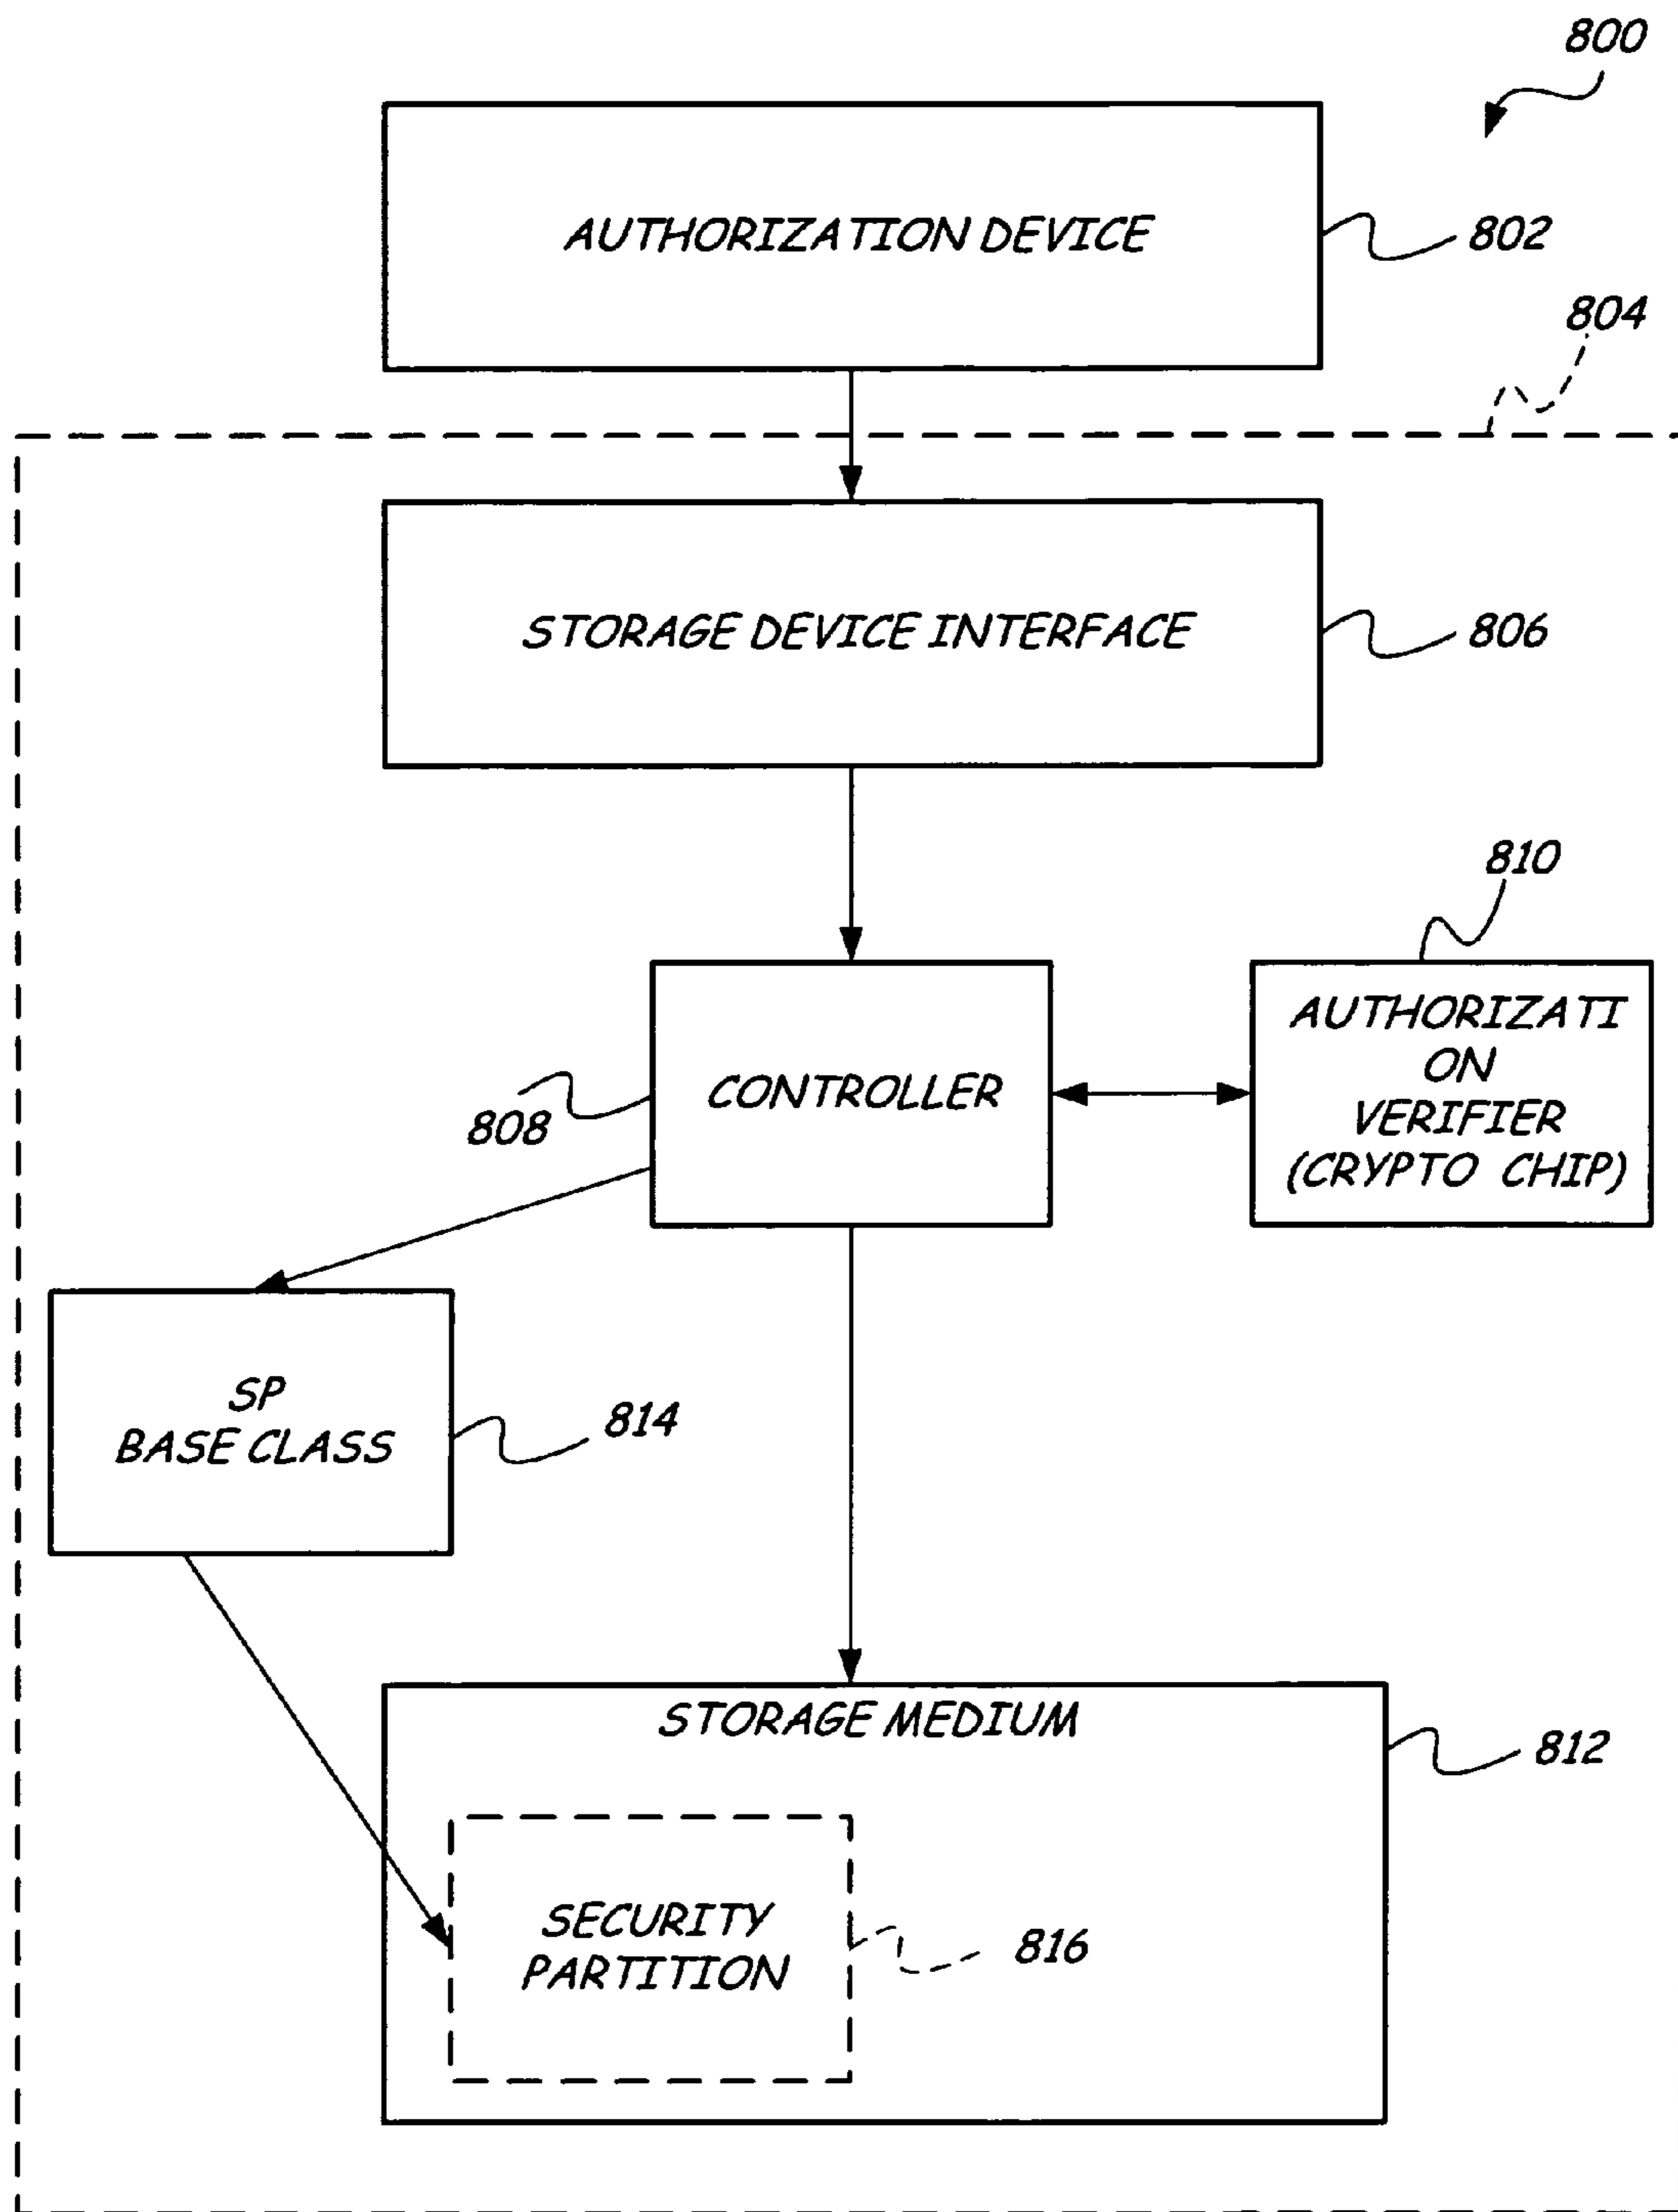 800
AUTHORIZATION DEVICE
802
804
STORAGE DEVICE INTERFACE
806
810
CONTROLLER
808
AUTHORIZATI
ON
VERIFIER
(CRYPTO CHIP)
SP
BASE CLASS
814
STORAGE MEDIUM
812
SECURITY
PARTITION
816